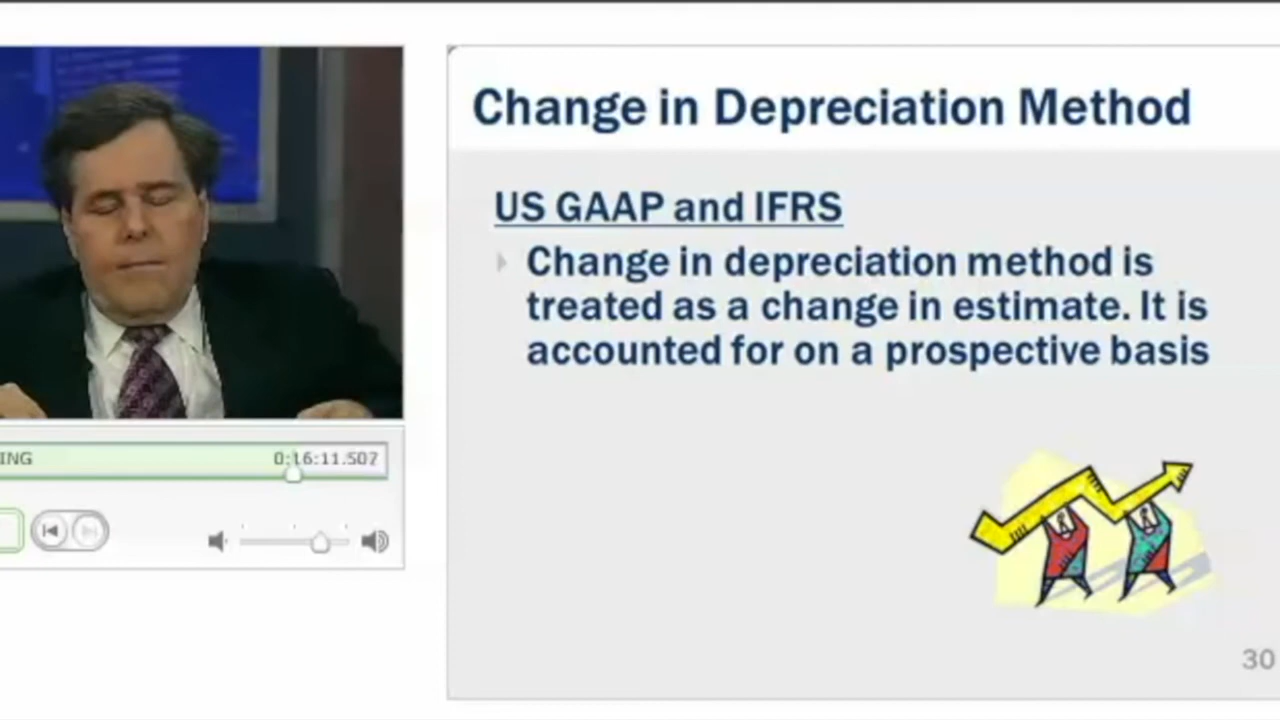 Change in Depreciation Method
US GAAP and IFRS
Change in depreciation method is
treated as a change in estimate. It is
accounted for on a prospective basis
ING
0:16:11.507
30